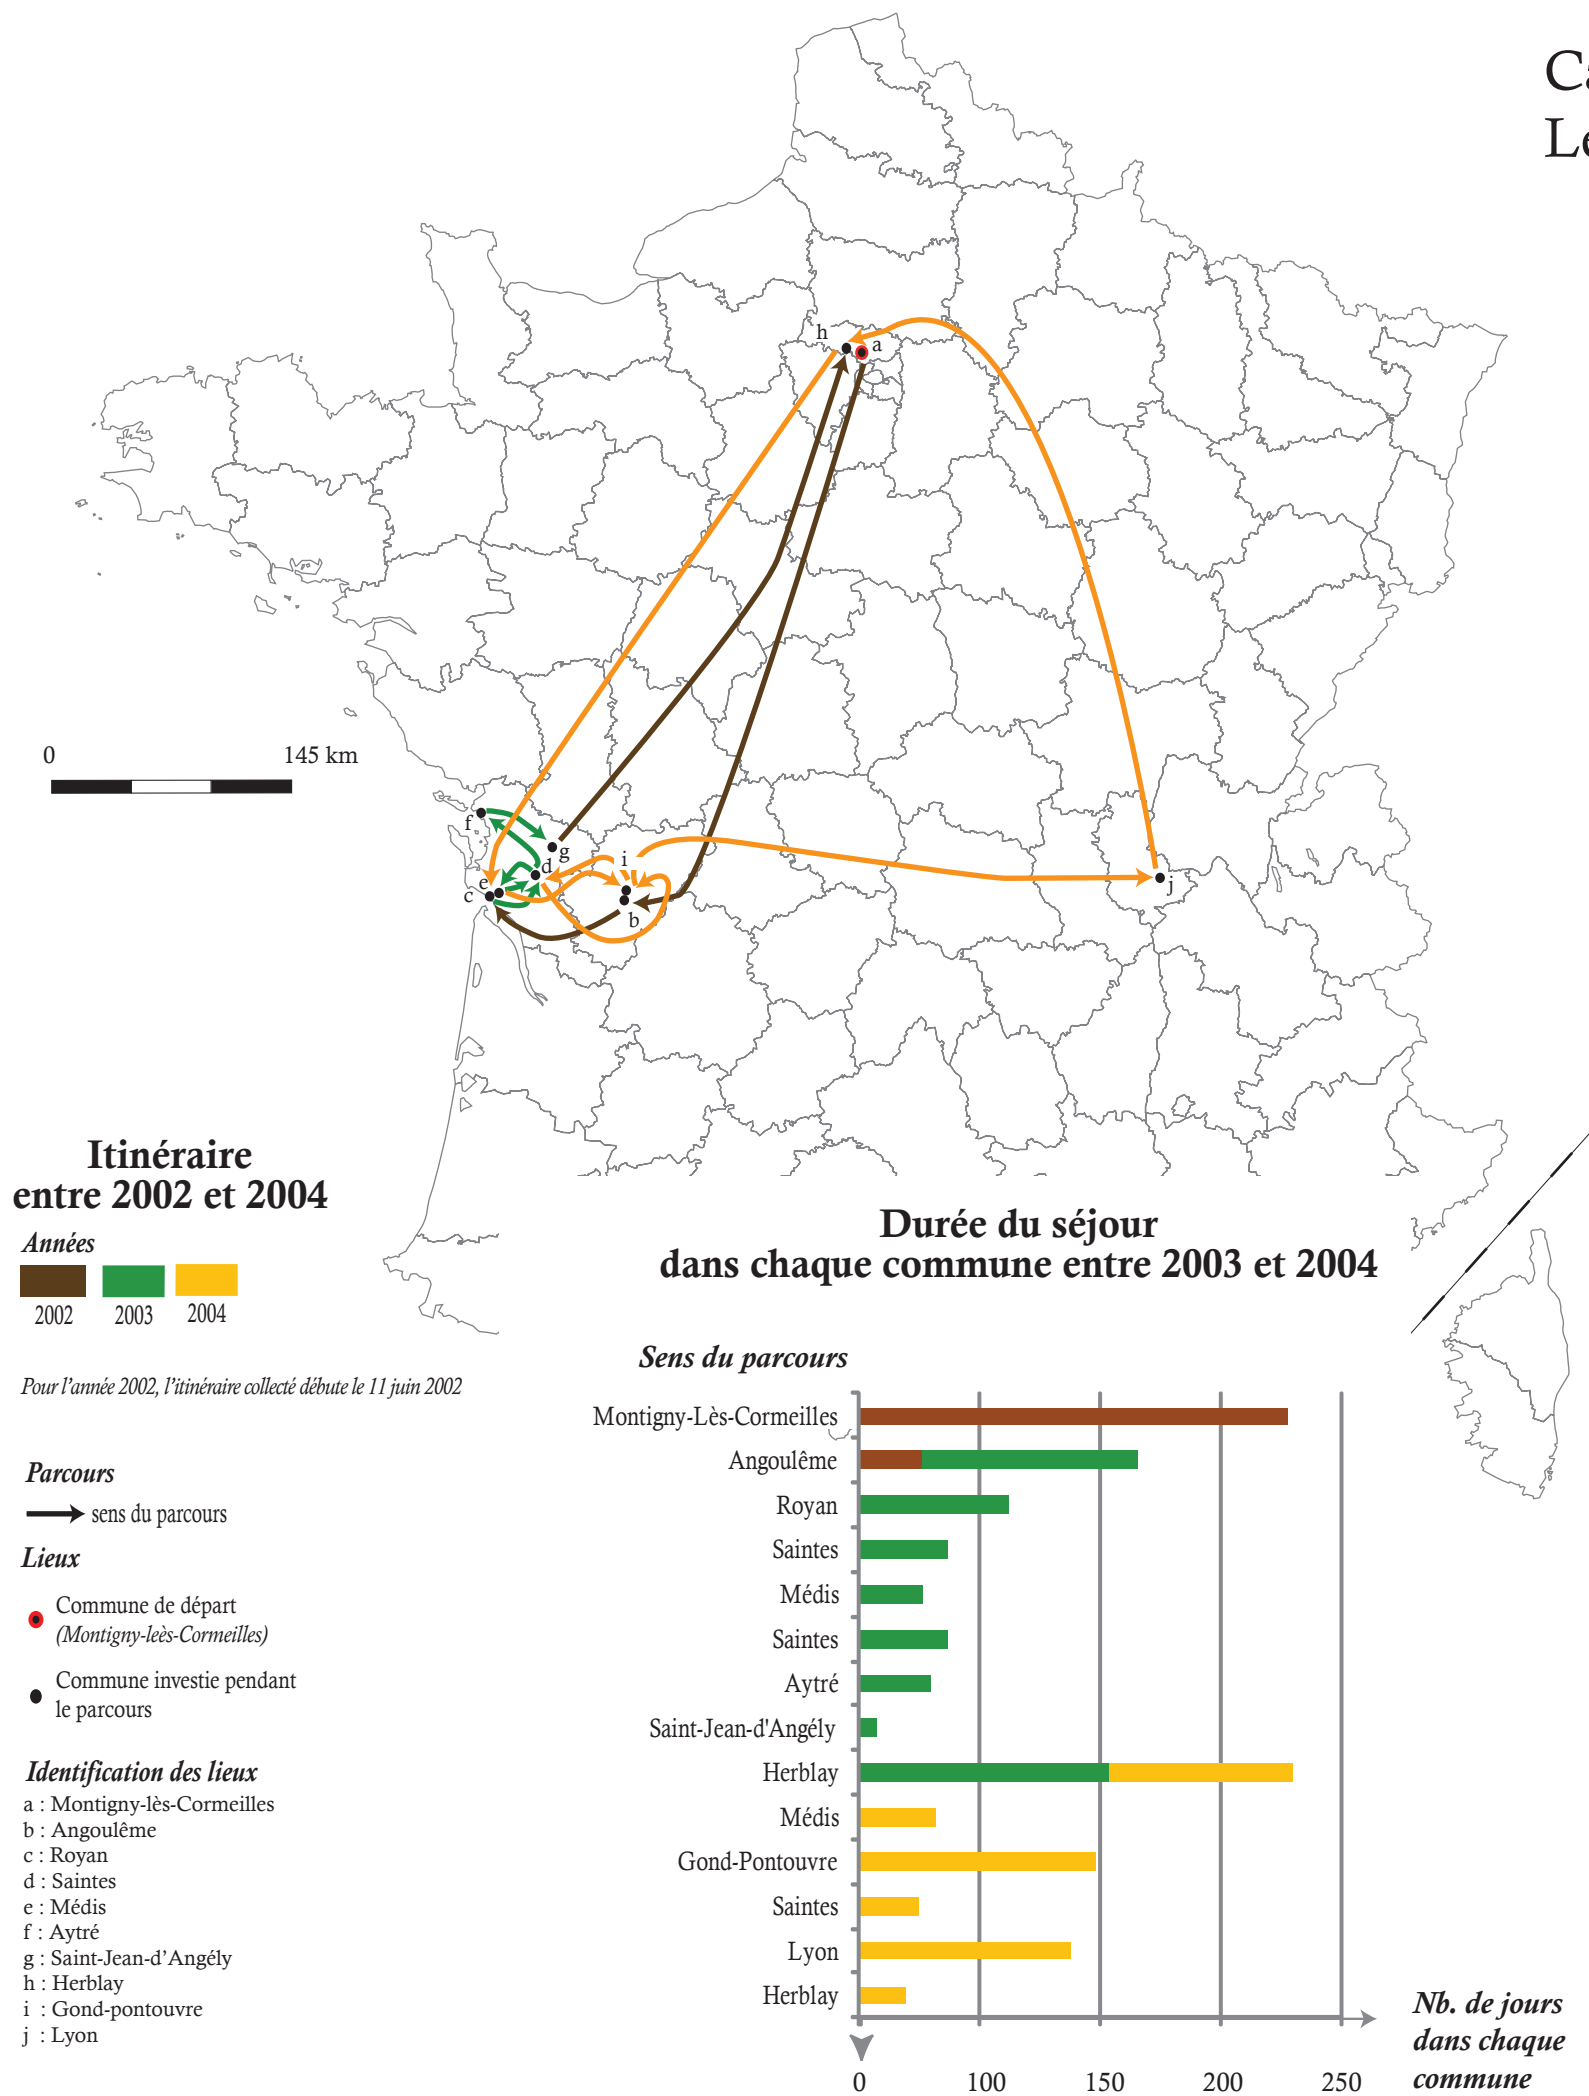 Ca
Le
h
a
0
145 km
f
g
d
i
e
c
b
j
Itinéraire
entre 2002 et 2004
Années
2002
2003
2004
Pour l'année 2002, l'itinéraire collecté débute le 11 juin 2002
Parcours
sens du parcours
Lieux
Commune de départ
(Montigny-leès-Cormeilles)
Commune investie pendant
le parcours
Identification des lieux
a : Montigny-lès-Cormeilles
b : Angoulême
c : Royan
d : Saintes
e : Médis
f : Aytré
g : Saint-Jean-d'Angély
h : Herblay
i : Gond-pontouvre
j : Lyon
Durée du séjour
dans chaque commune entre 2003 et 2004
Sens du parcours
Montigny-Lès-Cormeilles
Angoulême
Royan
Saintes
Médis
Saintes
Aytré
Saint-Jean-d'Angély
Herblay
Médis
Gond-Pontouvre
Saintes
Lyon
Herblay
0
100
150
200
250
Nb. de jours
dans chaque
commune